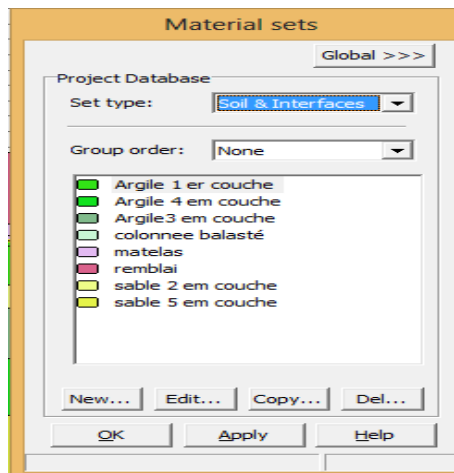 Material sets
Global >>>
Project Database
Set type: Soil & Interfaces
Group order: None
Argile 1 er couche
Argile 4 em couche
Argile3 em couche
colonnee balasté
matelas
remblai
sable 2 em couche
sable 5 em couche
New... Edit... Copy... Del...
OK Apply Help